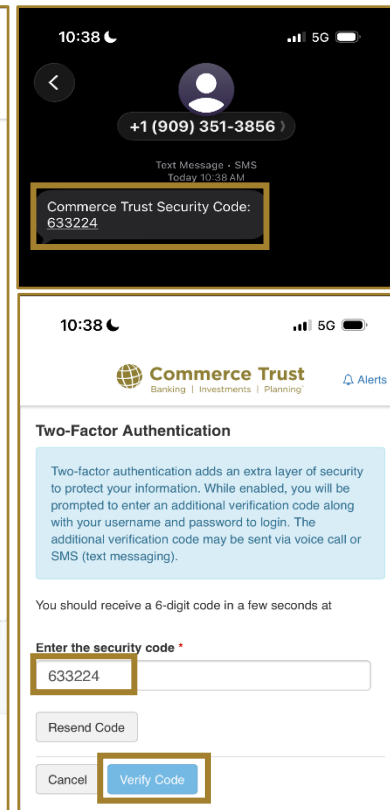 10:38
5G
+1 (909) 351-3856
Text Message • SMS
Today 10:38 AM
Commerce Trust Security Code:
633224
10:38
5G
Commerce Trust
Banking | Investments | Planning
Alerts
Two-Factor Authentication
Two-factor authentication adds an extra layer of security
to protect your information. While enabled, you will be
prompted to enter an additional verification code along
with your username and password to login. The
additional verification code may be sent via voice call or
SMS (text messaging).
You should receive a 6-digit code in a few seconds at
Enter the security code *
633224
Resend Code
Cancel
Verify Code